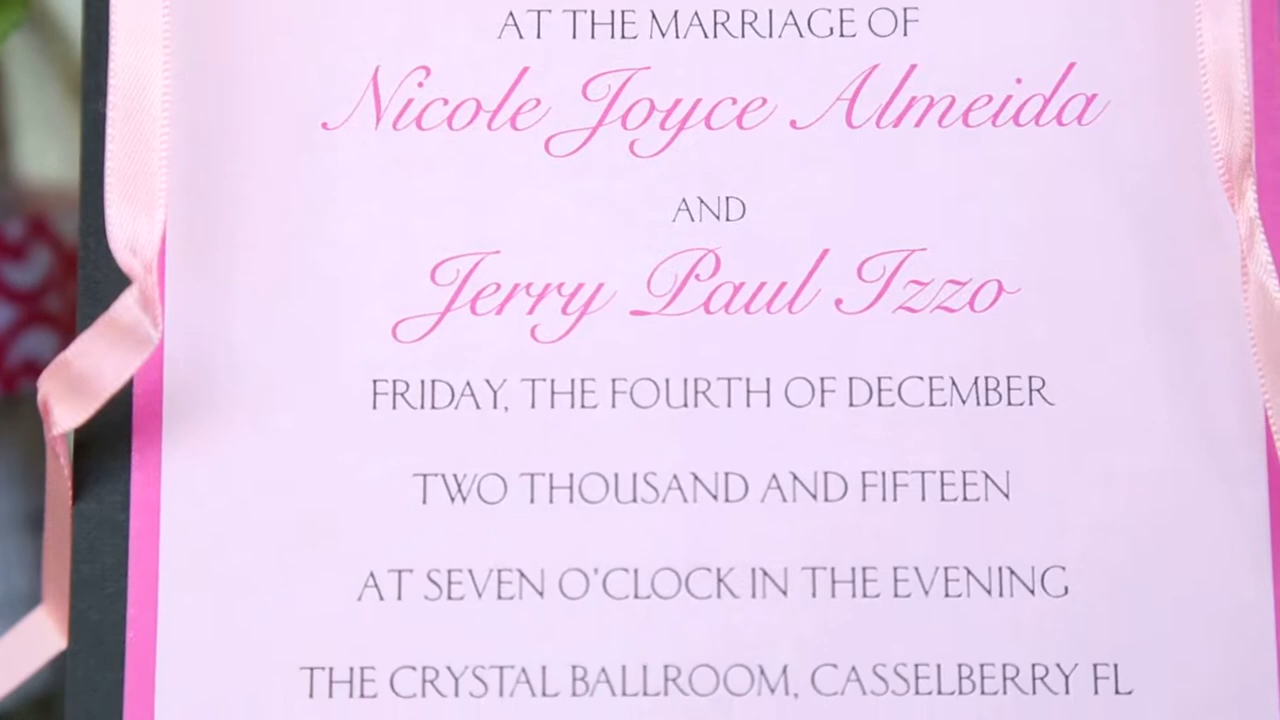 AT THE MARRIAGE OF
Nicole Joyce Almeida
AND
Jerry Paul Izzo
FRIDAY, THE FOURTH OF DECEMBER
TWO THOUSAND AND FIFTEEN
AT SEVEN O'CLOCK IN THE EVENING
THE CRYSTAL BALLROOM, CASSELBERRY FL